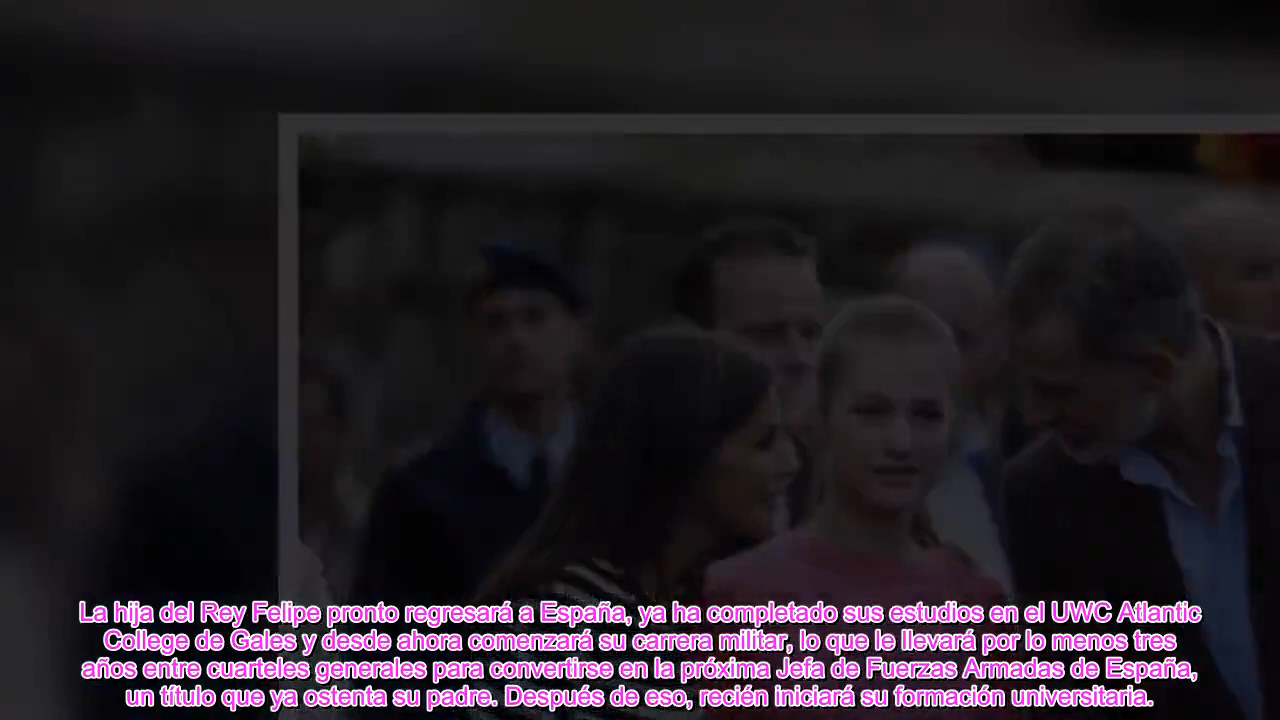 La hija del Rey Felipe pronto regresará a España, ya ha completado sus estudios en el UWC Atlantic
College de Gales y desde ahora comenzará su carrera militar, lo que le llevará por lo menos tres
años entre cuarteles generales para convertirse en la próxima Jefa de Fuerzas Armadas de España,
un título que ya ostenta su padre. Después de eso, recién iniciará su formación universitaria.